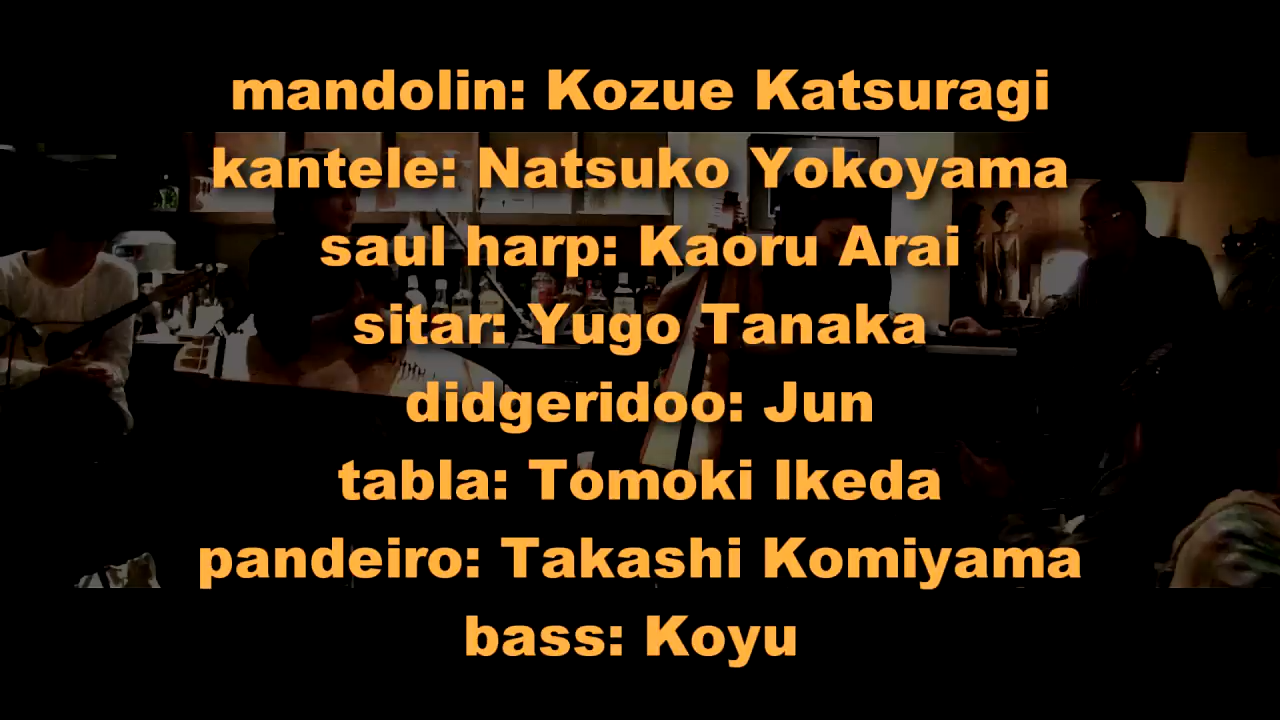 mandolin: Kozue Katsuragi
kantele: Natsuko Yokoyama
saul harp: Kaoru Arai
sitar: Yugo Tanaka
didgeridoo: Jun
tabla: Tomoki Ikeda
pandeiro: Takashi Komiyama
bass: Koyu